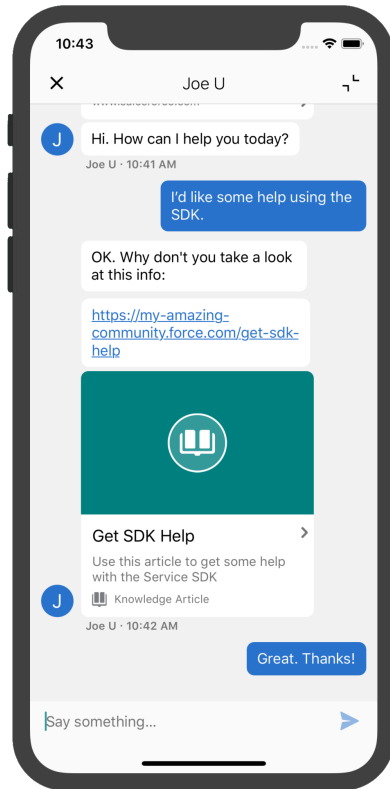 10:43
Joe U
J
Hi. How can I help you today?
Joe U · 10:41 AM
I'd like some help using the
SDK.
OK. Why don't you take a look
at this info:
https://my-amazing-
community.force.com/get-sdk-
help
Get SDK Help
Use this article to get some help
with the Service SDK
Knowledge Article
J
Joe U · 10:42 AM
Great. Thanks!
Say something...